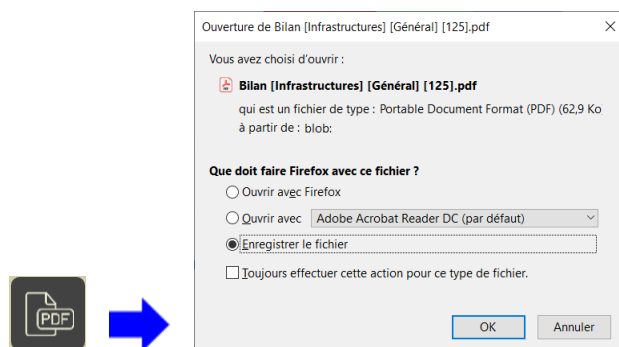 Ouverture de Bilan [Infrastructures] [Général] [125].pdf
Vous avez choisi d'ouvrir :
Bilan [Infrastructures] [Général] [125].pdf
qui est un fichier de type : Portable Document Format (PDF) (62,9 Ko
à partir de : blob:
Que doit faire Firefox avec ce fichier ?
Ouvrir avec Firefox
Ouvrir avec Adobe Acrobat Reader DC (par défaut)
Enregistrer le fichier
Toujours effectuer cette action pour ce type de fichier.
PDF
OK Annuler